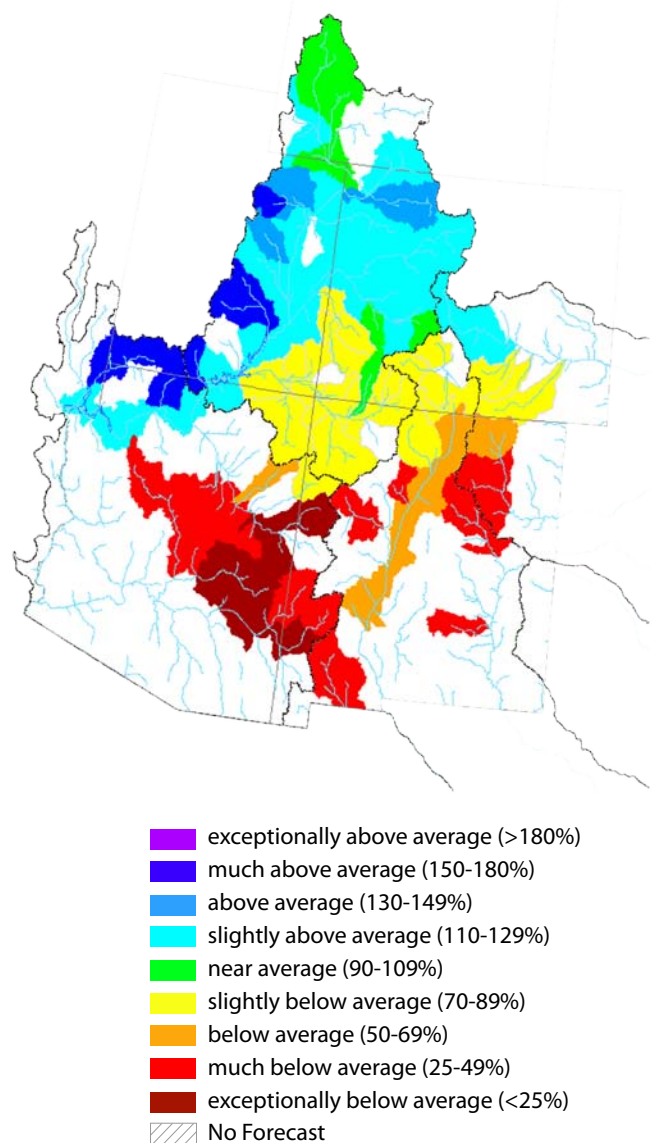 exceptionally above average (>180%)
much above average (150-180%)
above average (130-149%)
slightly above average (110-129%)
near average (90-109%)
slightly below average (70-89%)
below average (50-69%)
much below average (25-49%)
exceptionally below average (<25%)
No Forecast